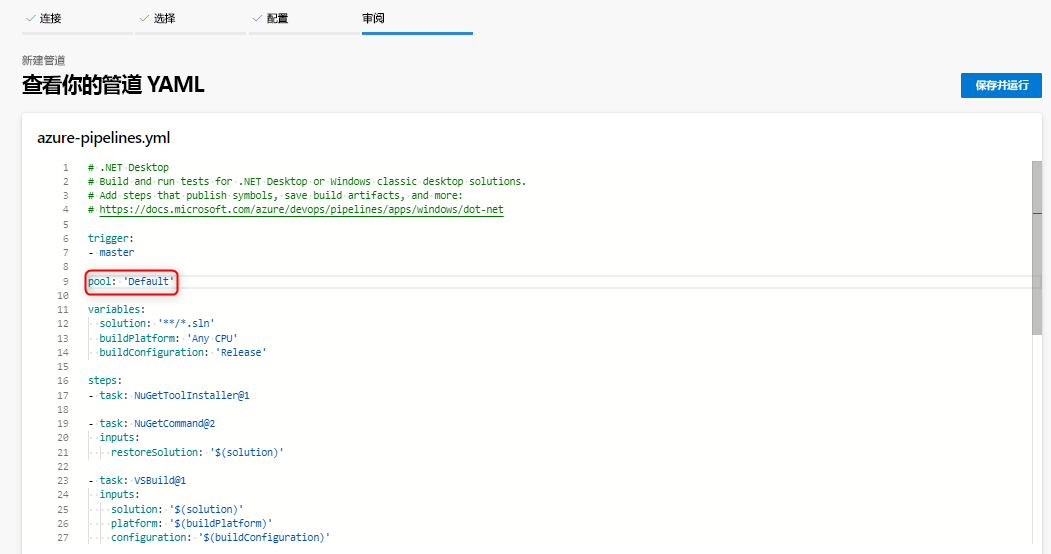 连接
选择
配置
审阅
新建管道
查看你的管道 YAML
保存并运行
azure-pipelines.yml
1 # .NET Desktop
2 # Build and run tests for .NET Desktop or Windows classic desktop solutions.
3 # Add steps that publish symbols, save build artifacts, and more:
4 # https://docs.microsoft.com/azure/devops/pipelines/apps/windows/dot-net
5
6 trigger:
7 - master
8
9 pool: 'Default'
10
11 variables:
12   solution: '**/*.sln'
13   buildPlatform: 'Any CPU'
14   buildConfiguration: 'Release'
15
16 steps:
17 - task: NuGetToolInstaller@1
18
19 - task: NuGetCommand@2
20   inputs:
21     restoreSolution: '$(solution)'
22
23 - task: VSBuild@1
24   inputs:
25     solution: '$(solution)'
26     platform: '$(buildPlatform)'
27     configuration: '$(buildConfiguration)'